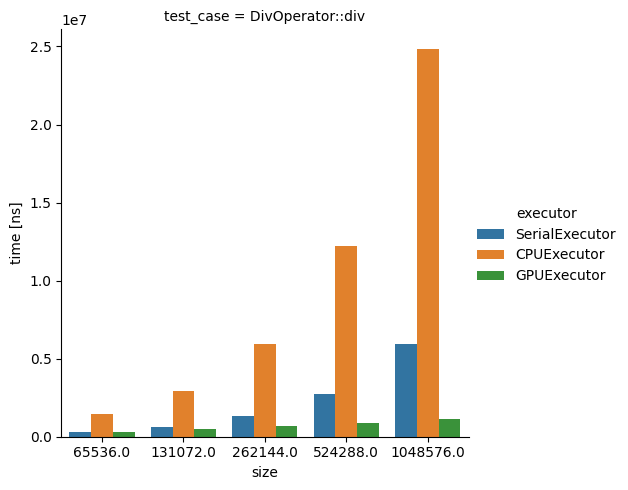 test_case = DivOperator::div
1e7
2.5
2.0
1.5
1.0
0.5
0.0
time [ns]
65536.0 131072.0 262144.0 524288.0 1048576.0
size
executor
SerialExecutor
CPUExecutor
GPUExecutor